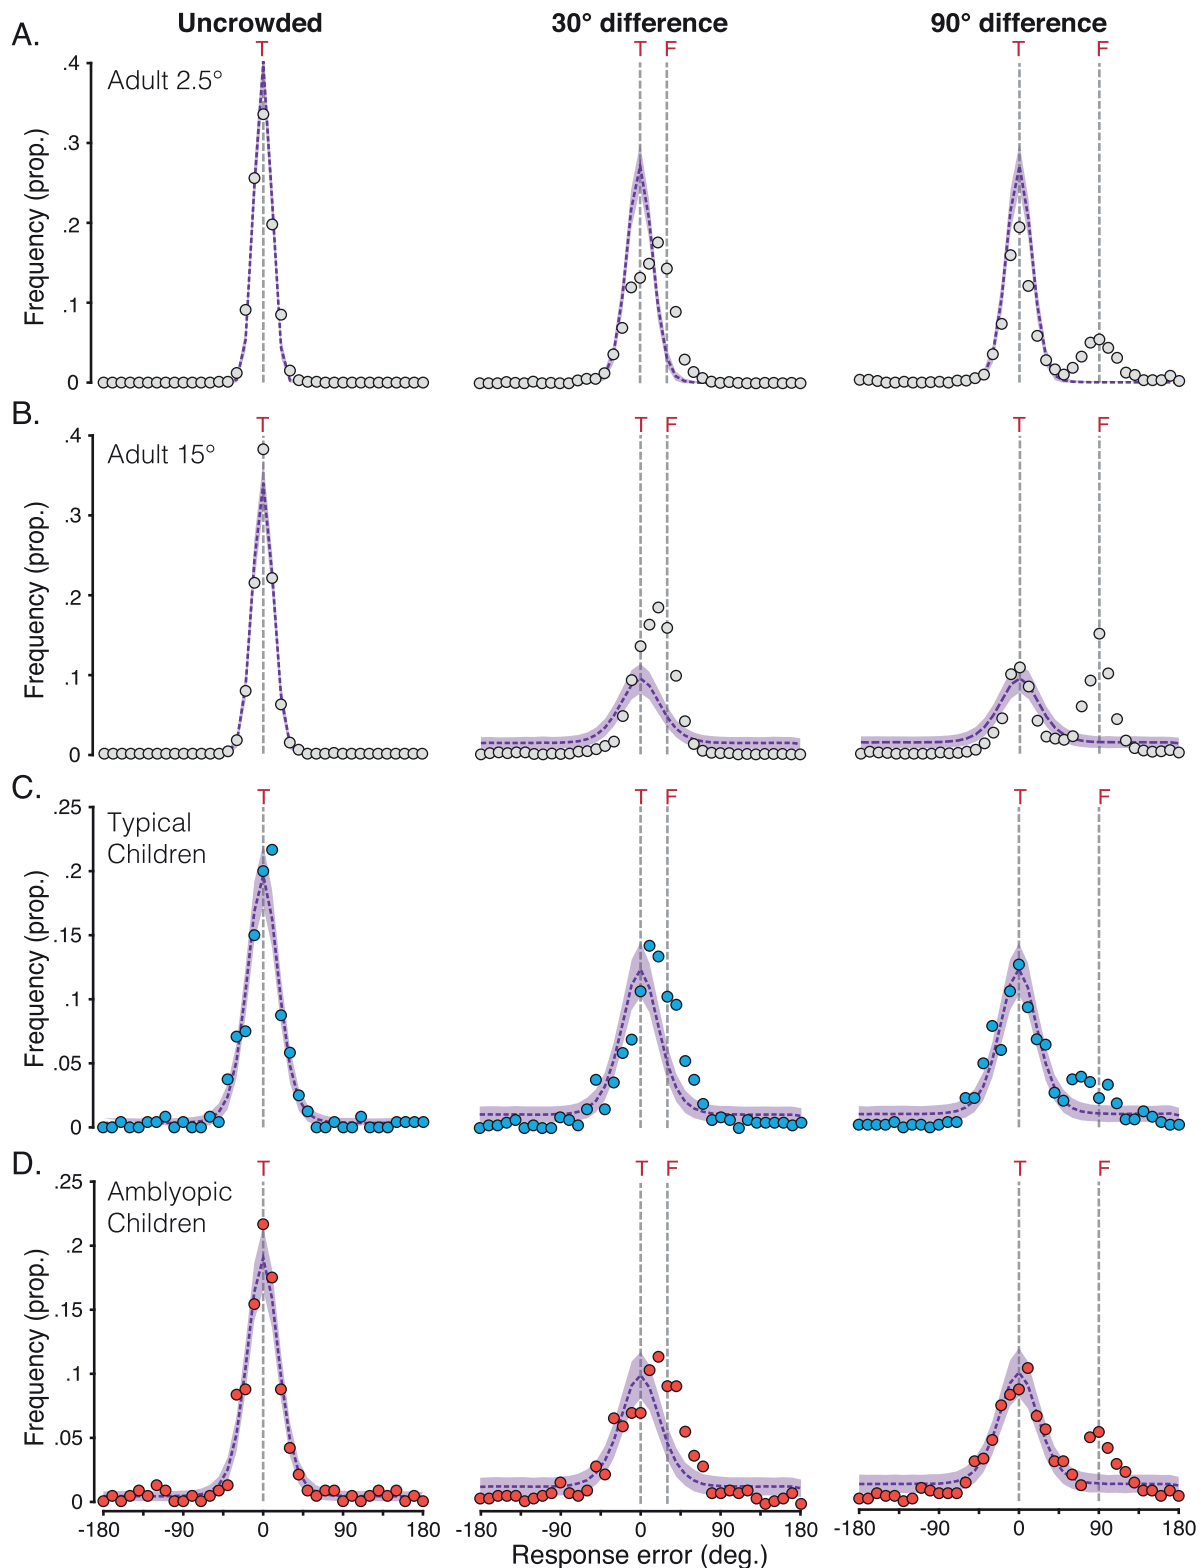 Uncrowded 30° difference 90° difference
A. T T F T F
Adult 2.5°
Frequency (prop.)
.4
.3
.2
.1
0
B. T T F T F
Adult 15°
Frequency (prop.)
.4
.3
.2
.1
0
C. T T F T F
Typical
Children
Frequency (prop.)
.25
.2
.15
.1
.05
0
D. T T F T F
Amblyopic
Children
Frequency (prop.)
.25
.2
.15
.1
.05
0
-180 -90 0 90 180 -180 -90 0 90 180 -180 -90 0 90 180
Response error (deg.)